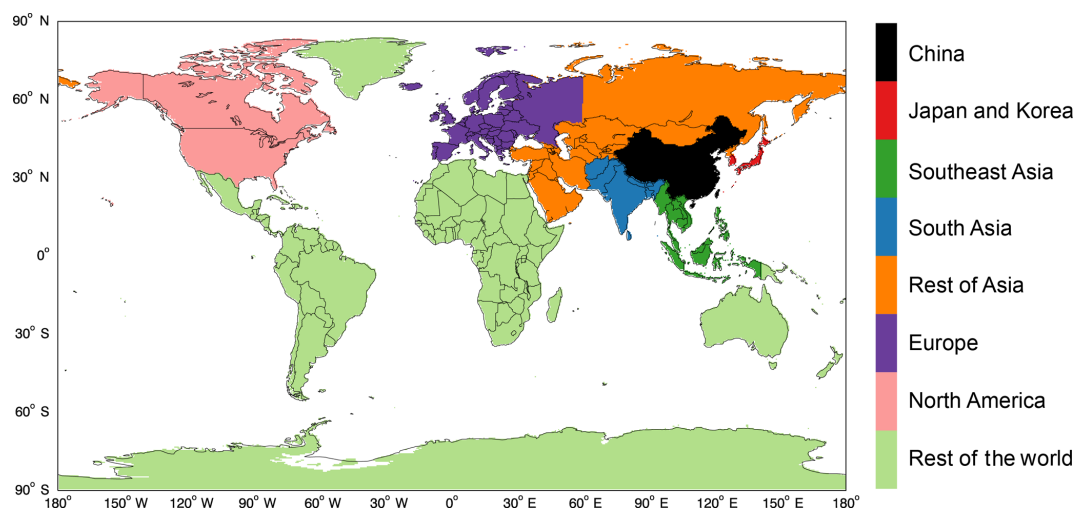 90° N
60° N
30° N
0°
30° S
60° S
90° S
180° 150° W 120° W 90° W 60° W 30° W 0° 30° E 60° E 90° E 120° E 150° E 180°
China
Japan and Korea
Southeast Asia
South Asia
Rest of Asia
Europe
North America
Rest of the world